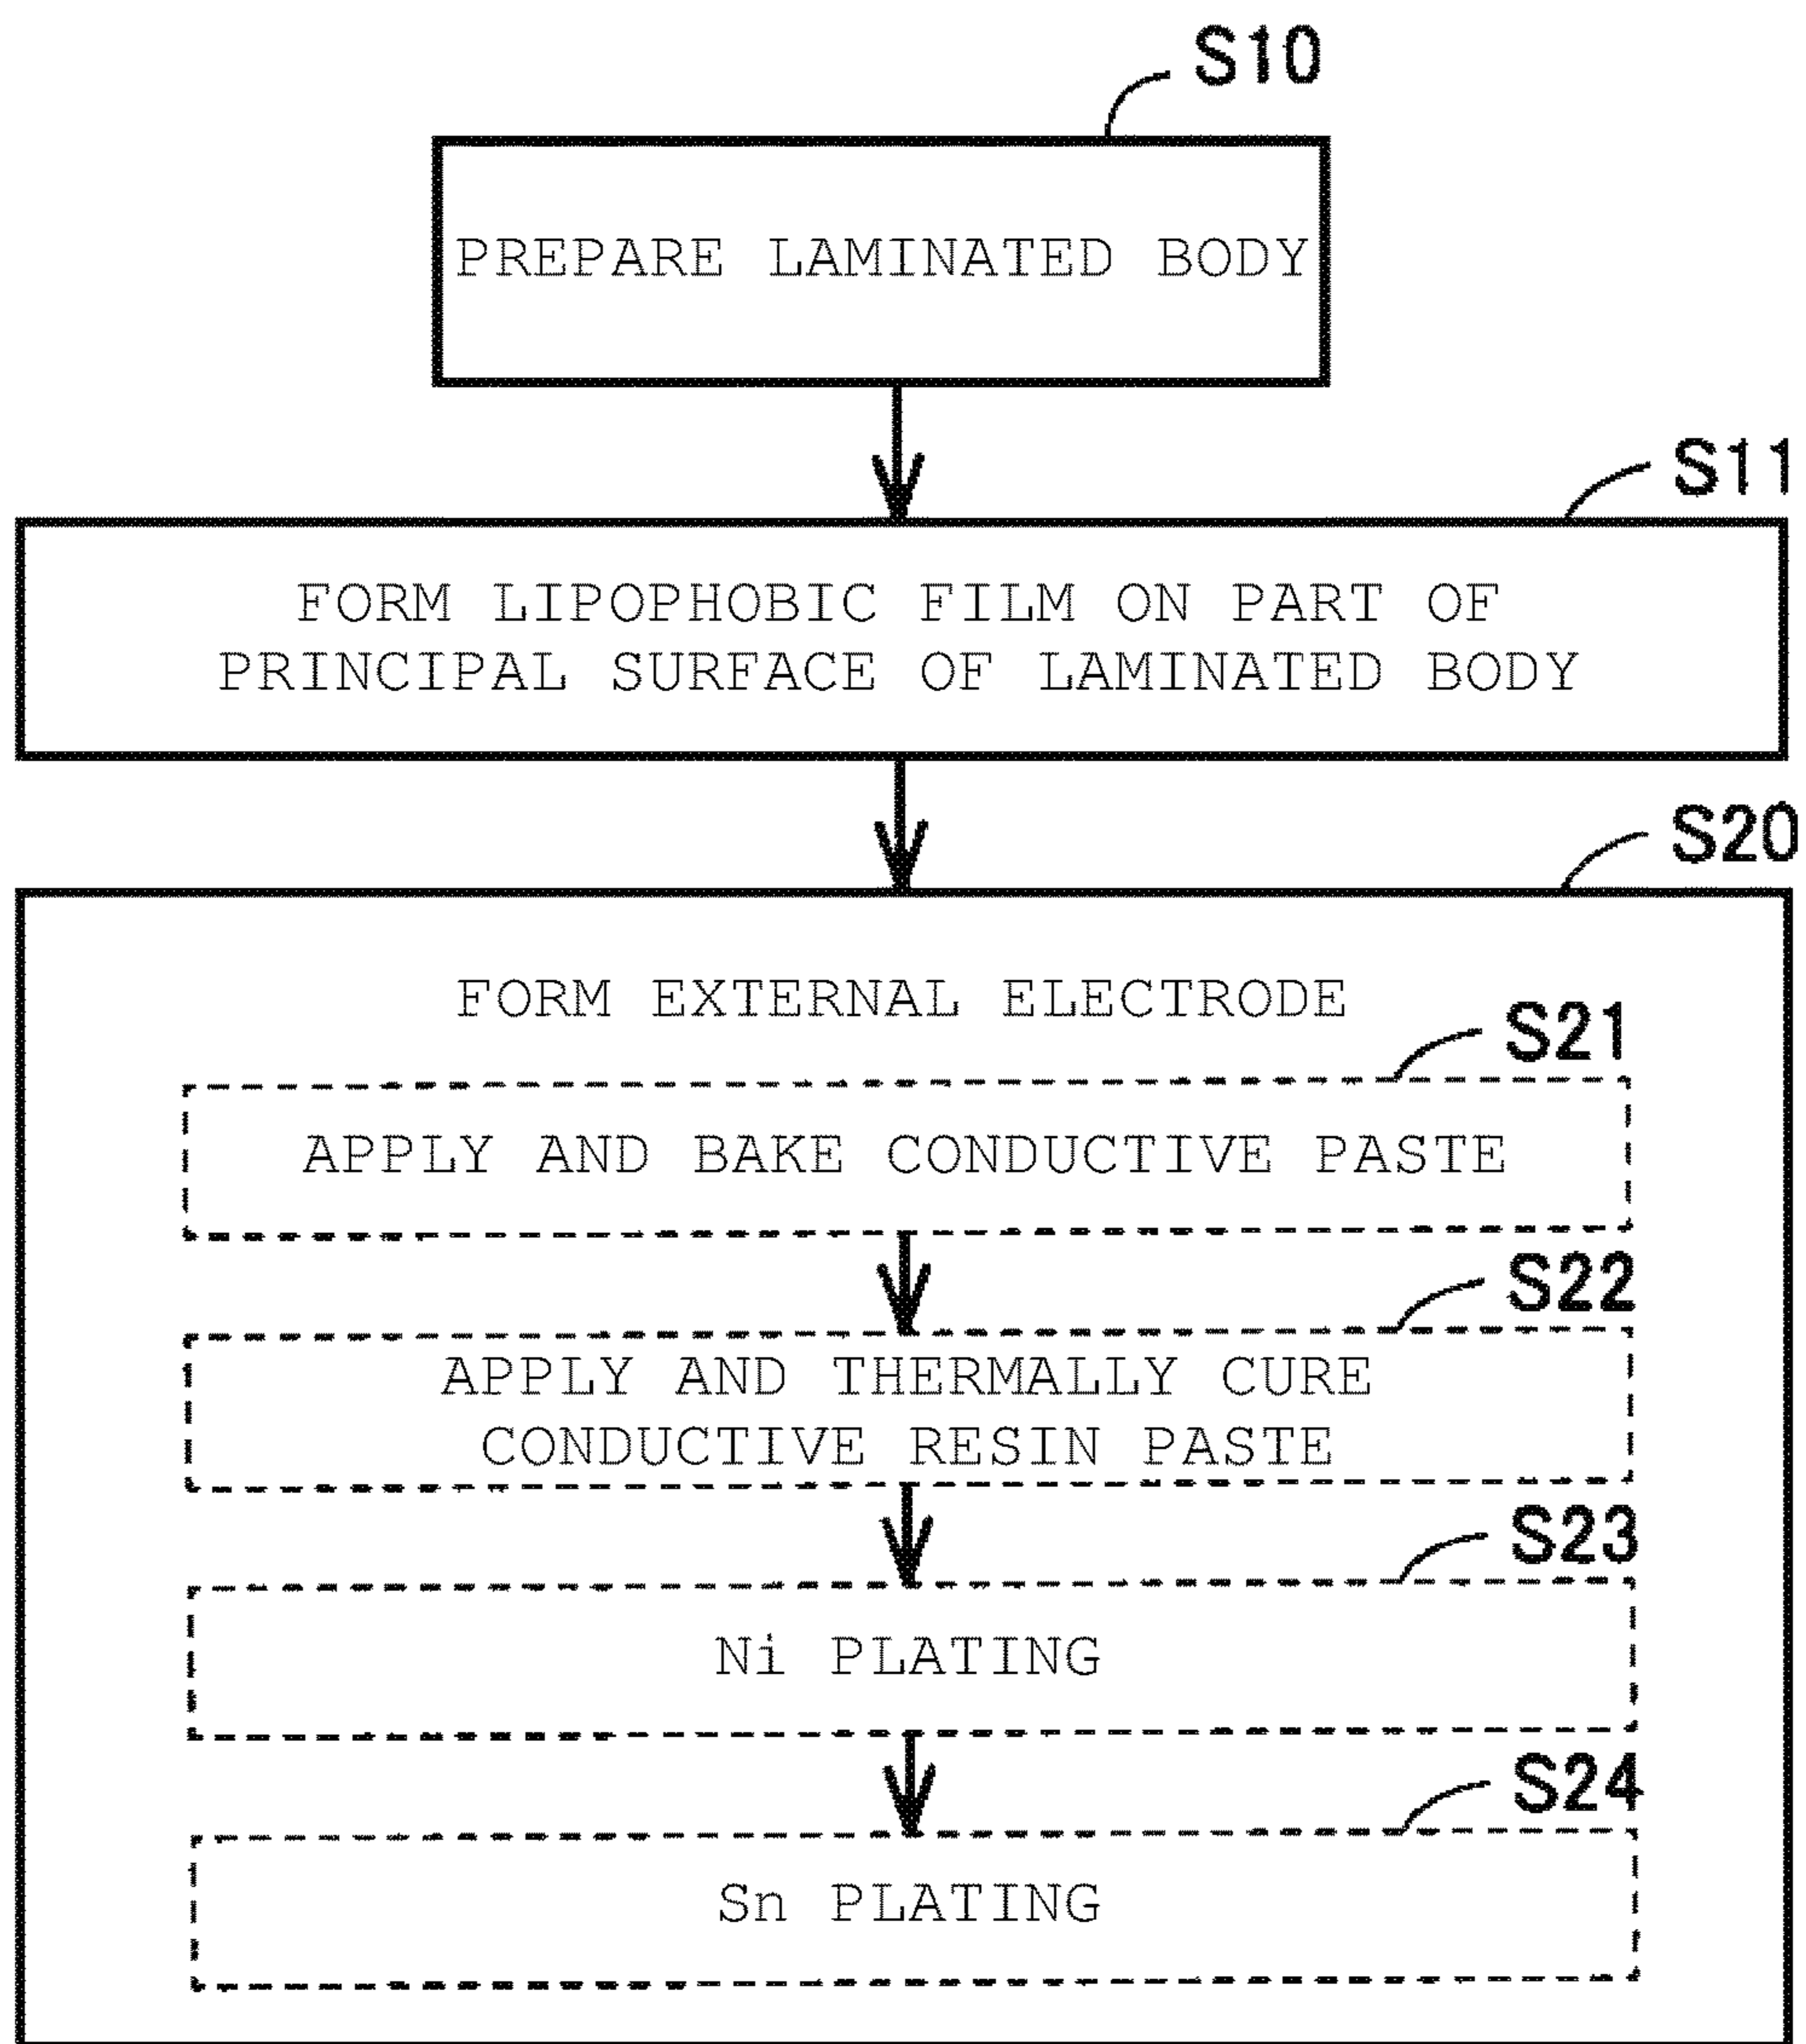 S10
PREPARE LAMINATED BODY
S11
FORM LIPOPHOBIC FILM ON PART OF
PRINCIPAL SURFACE OF LAMINATED BODY
S20
FORM EXTERNAL ELECTRODE
S21
APPLY AND BAKE CONDUCTIVE PASTE
S22
APPLY AND THERMALLY CURE
CONDUCTIVE RESIN PASTE
S23
Ni PLATING
S24
Sn PLATING